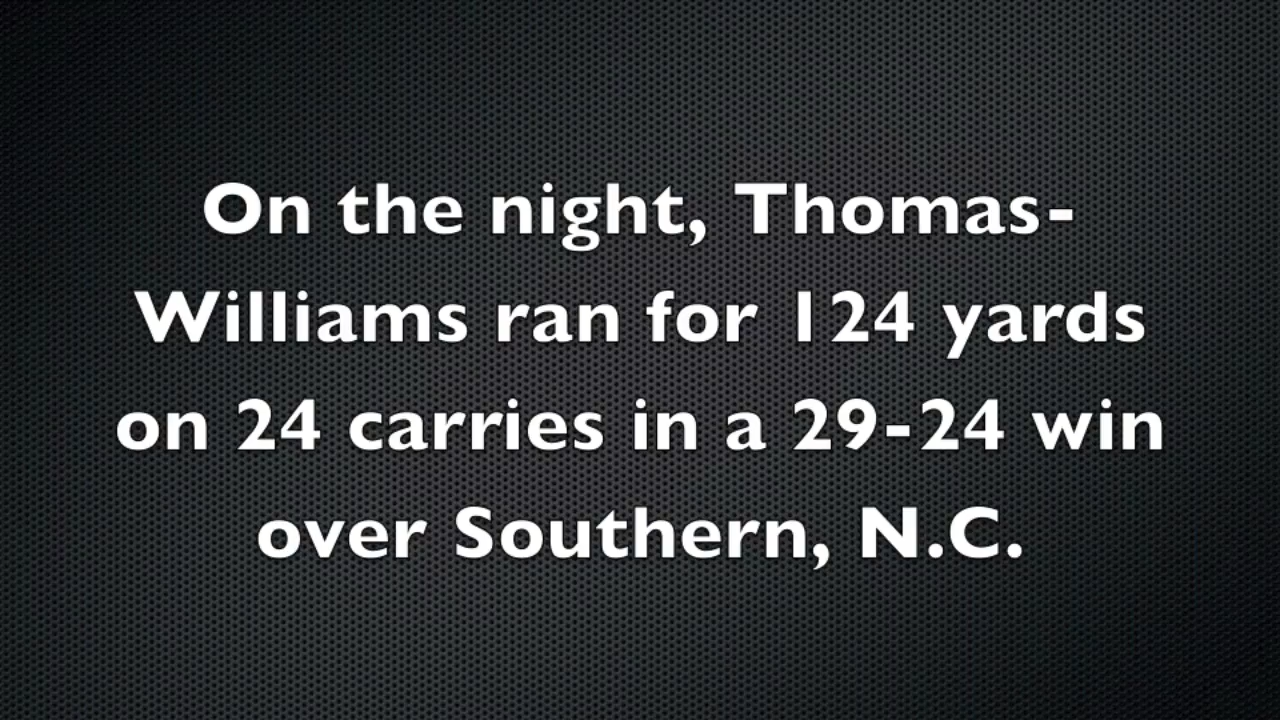 On the night, Thomas-
Williams ran for 124 yards
on 24 carries in a 29-24 win
over Southern, N.C.